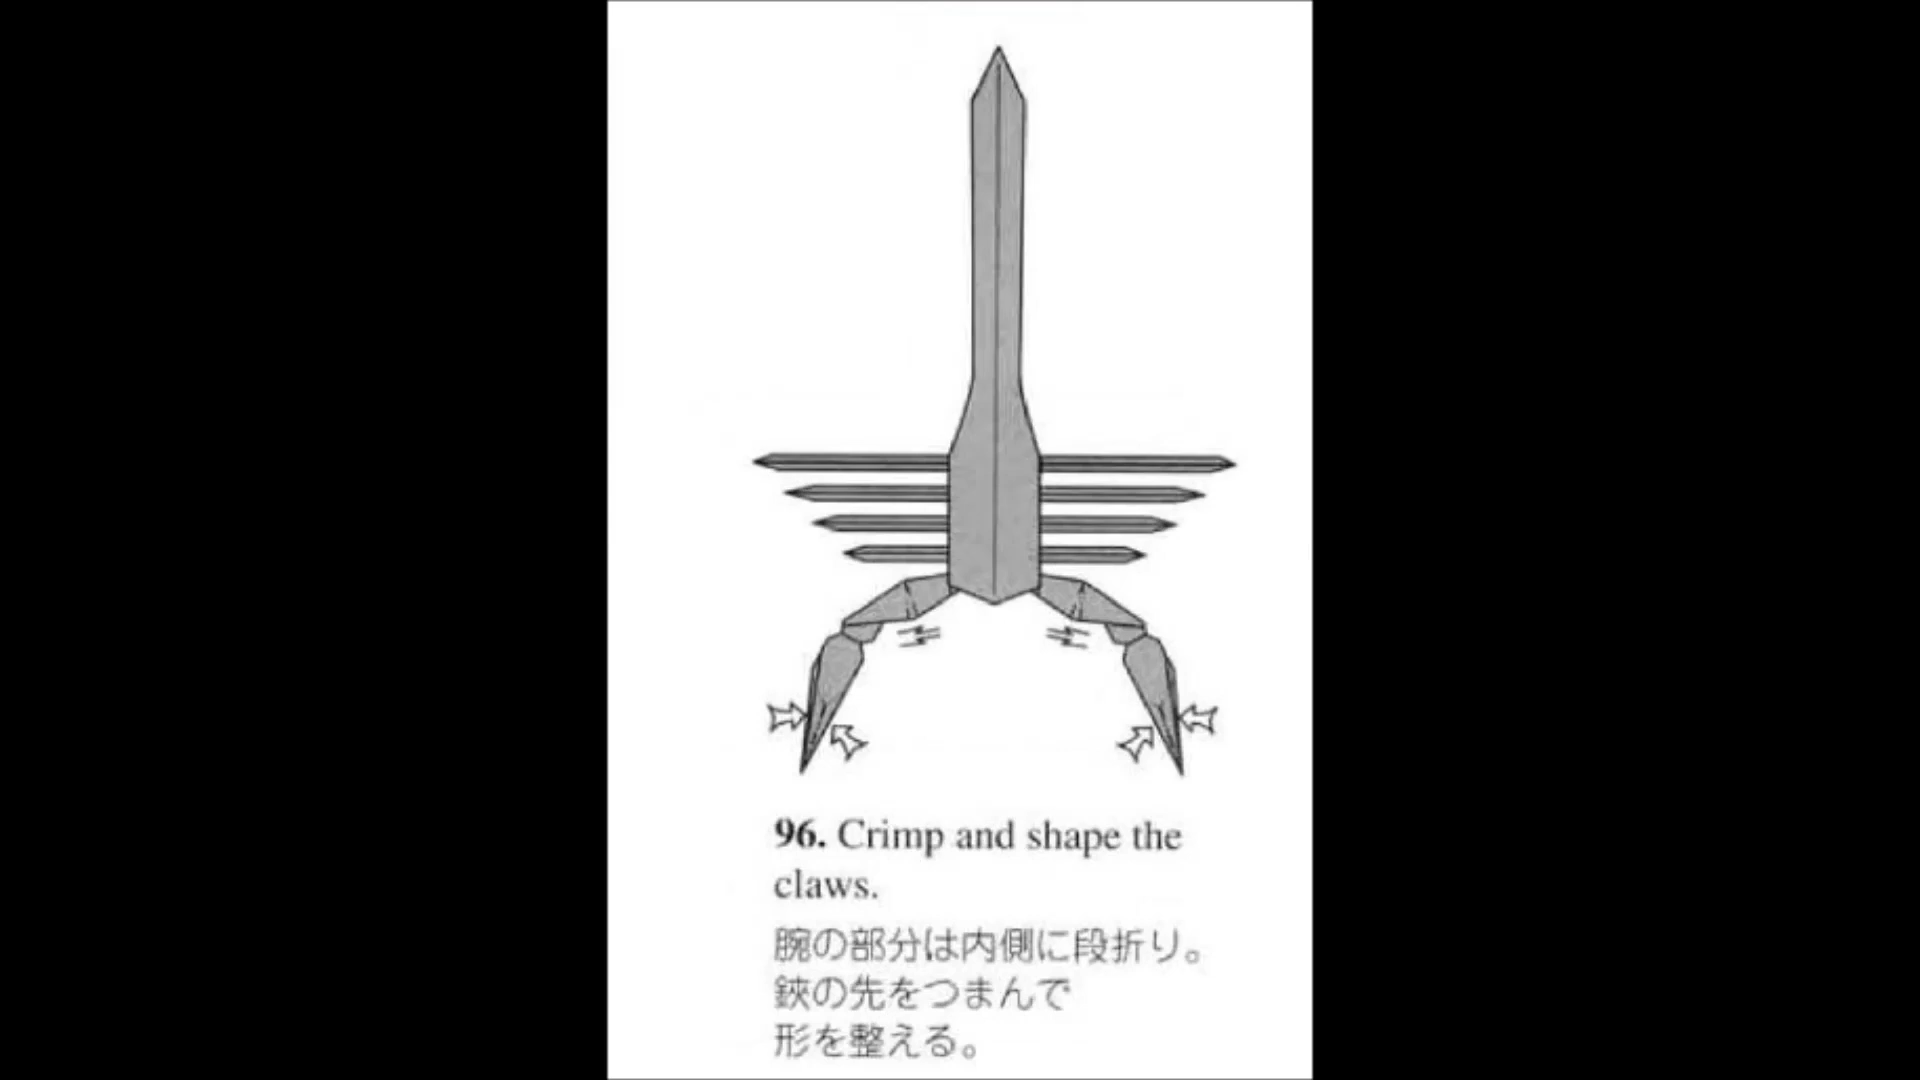 96. Crimp and shape the
claws.
腕の部分は内側に段折り。
鋏の先をつまんで
形を整える。